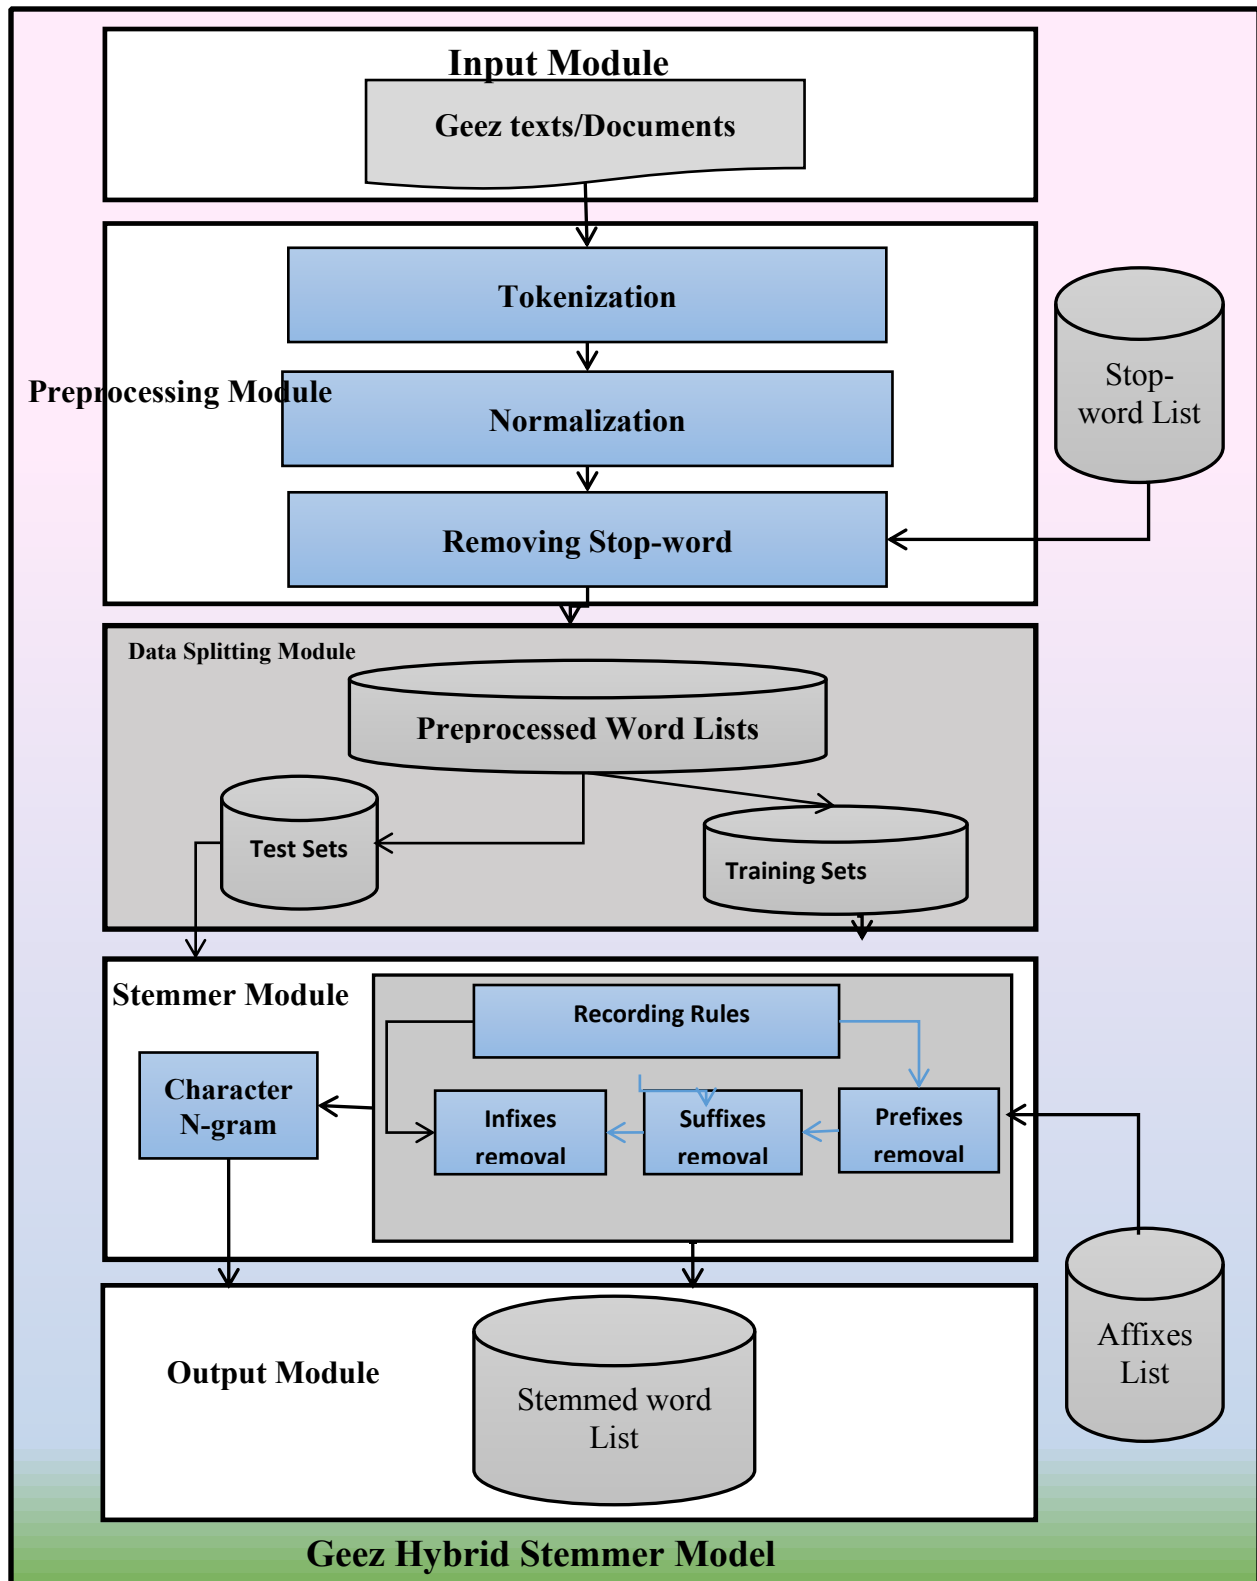 Input Module
Geez texts/Documents
Tokenization
Preprocessing Module
Normalization
Removing Stop-word
Stop-
word List
Data Splitting Module
Preprocessed Word Lists
Test Sets
Training Sets
Stemmer Module
Recording Rules
Character
N-gram
Infixes
removal
Suffixes
removal
Prefixes
removal
Affixes
List
Output Module
Stemmed word
List
Geez Hybrid Stemmer Model